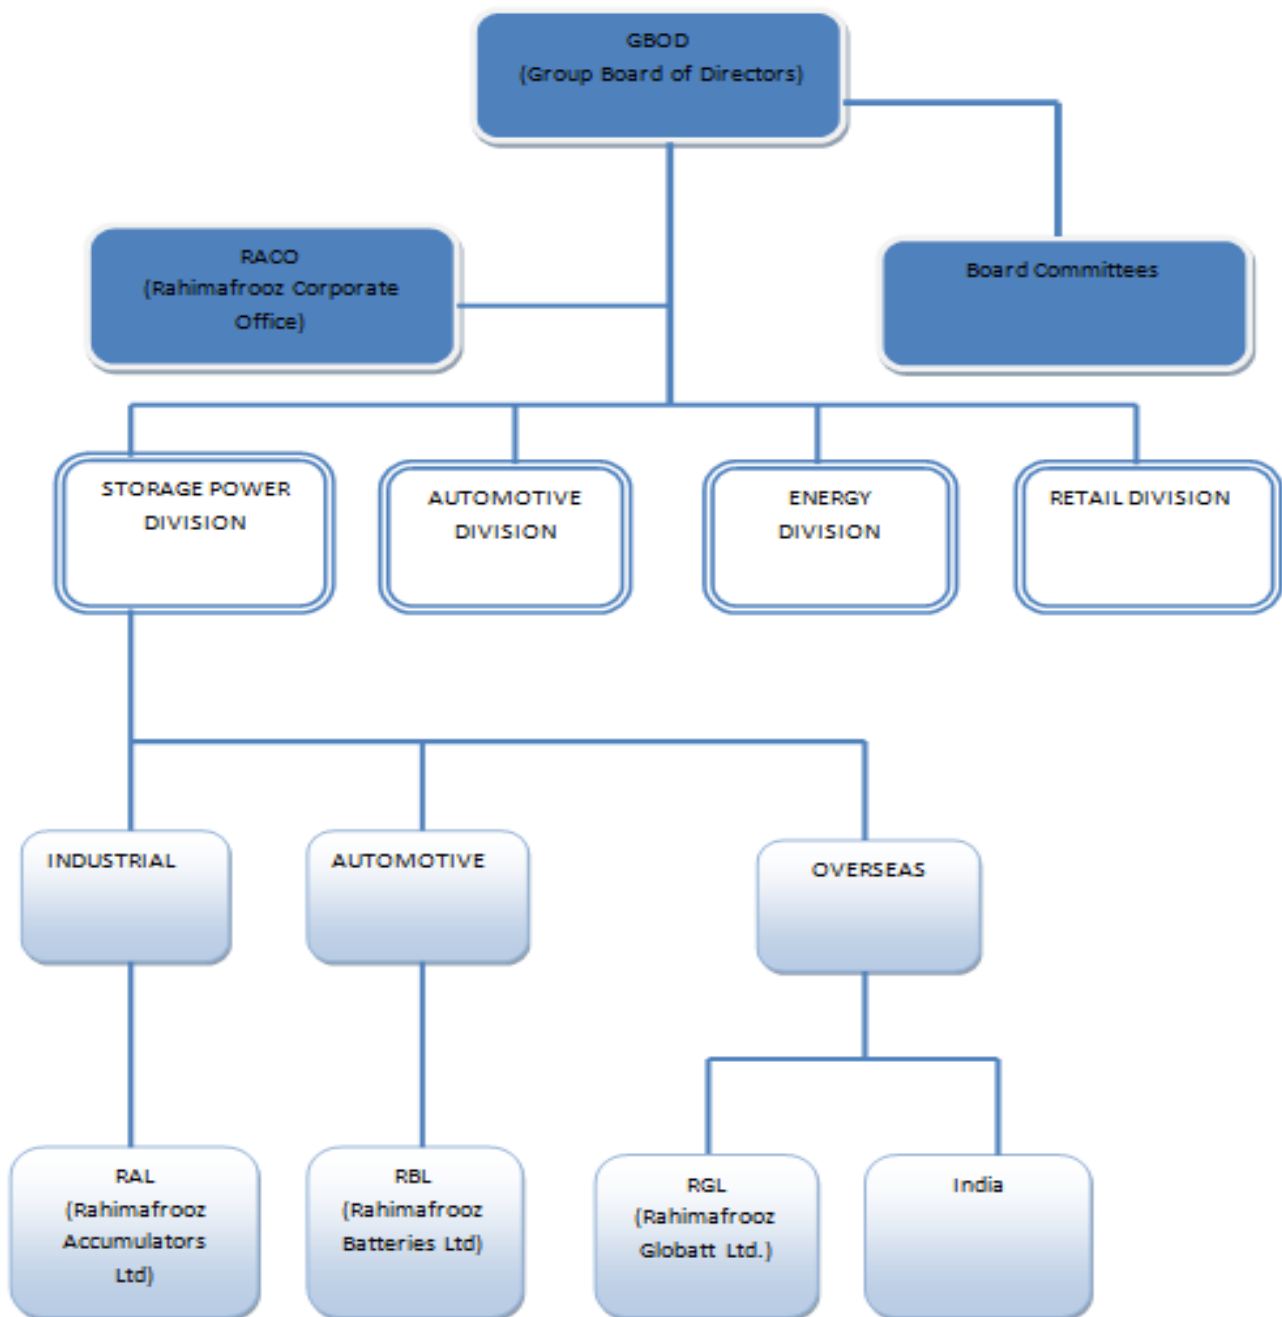 GBOD
(Group Board of Directors)
RACO
(Rahimafrooz Corporate
Office)
Board Committees
STORAGE POWER
DIVISION
AUTOMOTIVE
DIVISION
ENERGY
DIVISION
RETAIL DIVISION
INDUSTRIAL
AUTOMOTIVE
OVERSEAS
RAL
(Rahimafrooz
Accumulators
Ltd)
RBL
(Rahimafrooz
Batteries Ltd)
RGL
(Rahimafrooz
Globatt Ltd.)
India